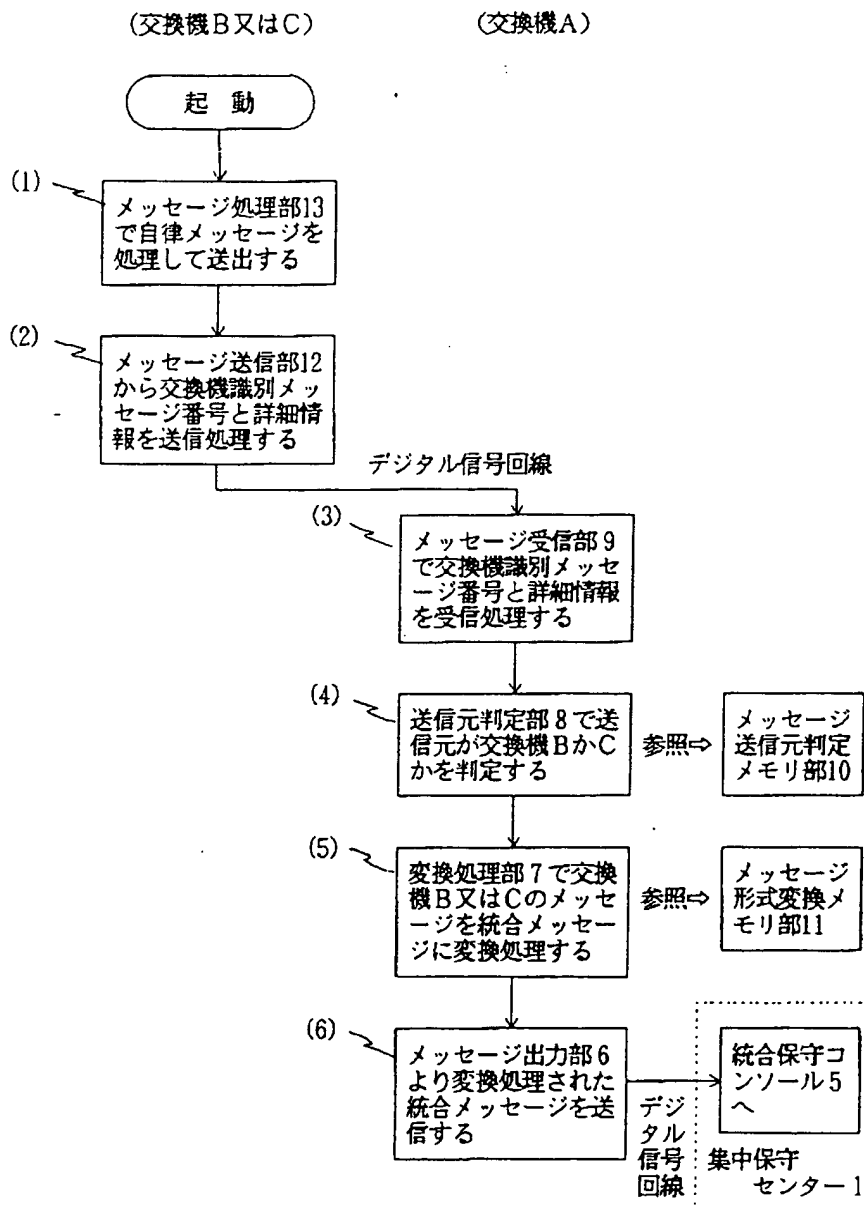 (交換機B又はC)
(交換機A)
起 動
(1)
メッセージ処理部13
で自律メッセージを
処理して送出する
(2)
メッセージ送信部12
から交換機識別メッ
セージ番号と詳細情
報を送信処理する
デジタル信号回線
(3)
メッセージ受信部9
で交換機識別メッセ
ージ番号と詳細情報
を受信処理する
(4)
送信元判定部8で送
信元が交換機BかC
かを判定する
参照⇨
メッセージ
送信元判定
メモリ部10
(5)
変換処理部7で交換
機B又はCのメッセ
ージを統合メッセー
ジに変換処理する
参照⇨
メッセージ
形式変換メ
モリ部11
(6)
メッセージ出力部6
より変換処理された
統合メッセージを送
信する
デジ
タル
信号
回線
統合保守コ
ンソール5
へ
集中保守
センター1